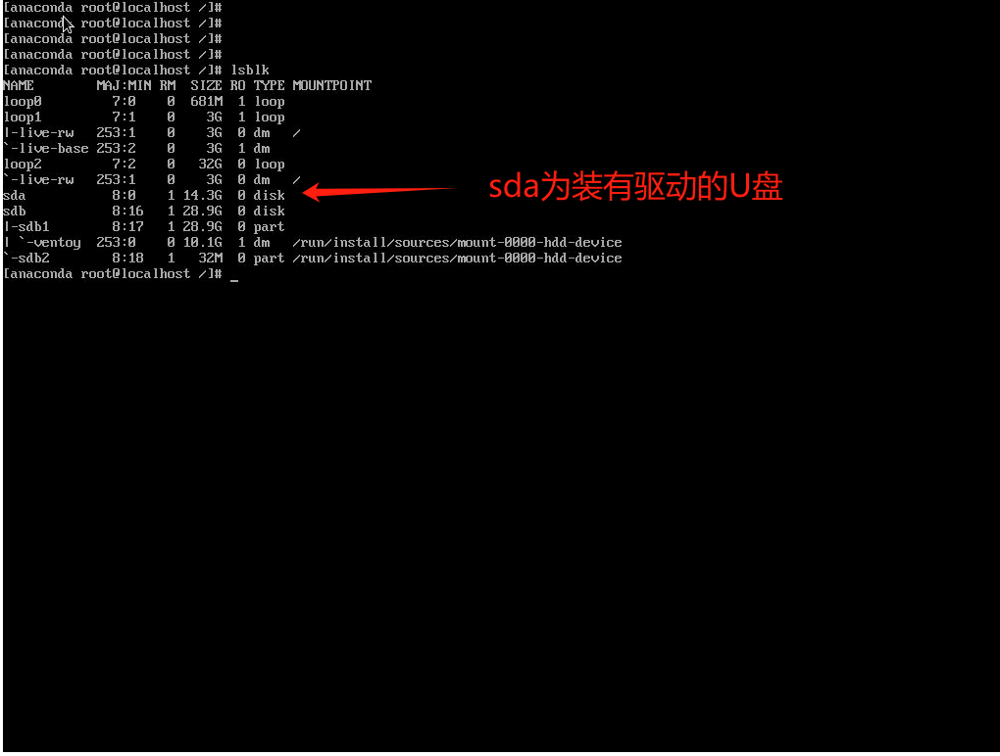 [anaconda root@localhost /]#
[anaconda root@localhost /]#
[anaconda root@localhost /]#
[anaconda root@localhost /]#
[anaconda root@localhost /]# lsblk
NAME        MAJ:MIN RM  SIZE RO TYPE MOUNTPOINT
loop0         7:0    0  681M  1 loop
loop1         7:1    0    3G  1 loop
|-live-rw   253:1    0    3G  0 dm   /
`-live-base 253:2    0    3G  1 dm
loop2         7:2    0   32G  0 loop
`-live-rw   253:1    0    3G  0 dm   /
sda           8:0    1 14.3G  0 disk
sda为装有驱动的U盘
sdb           8:16   1 28.9G  0 disk
|-sdb1        8:17   1 28.9G  0 part
| `-ventoy  253:0    0 10.1G  1 dm   /run/install/sources/mount-0000-hdd-device
`-sdb2        8:18   1   32M  0 part /run/install/sources/mount-0000-hdd-device
[anaconda root@localhost /]# _